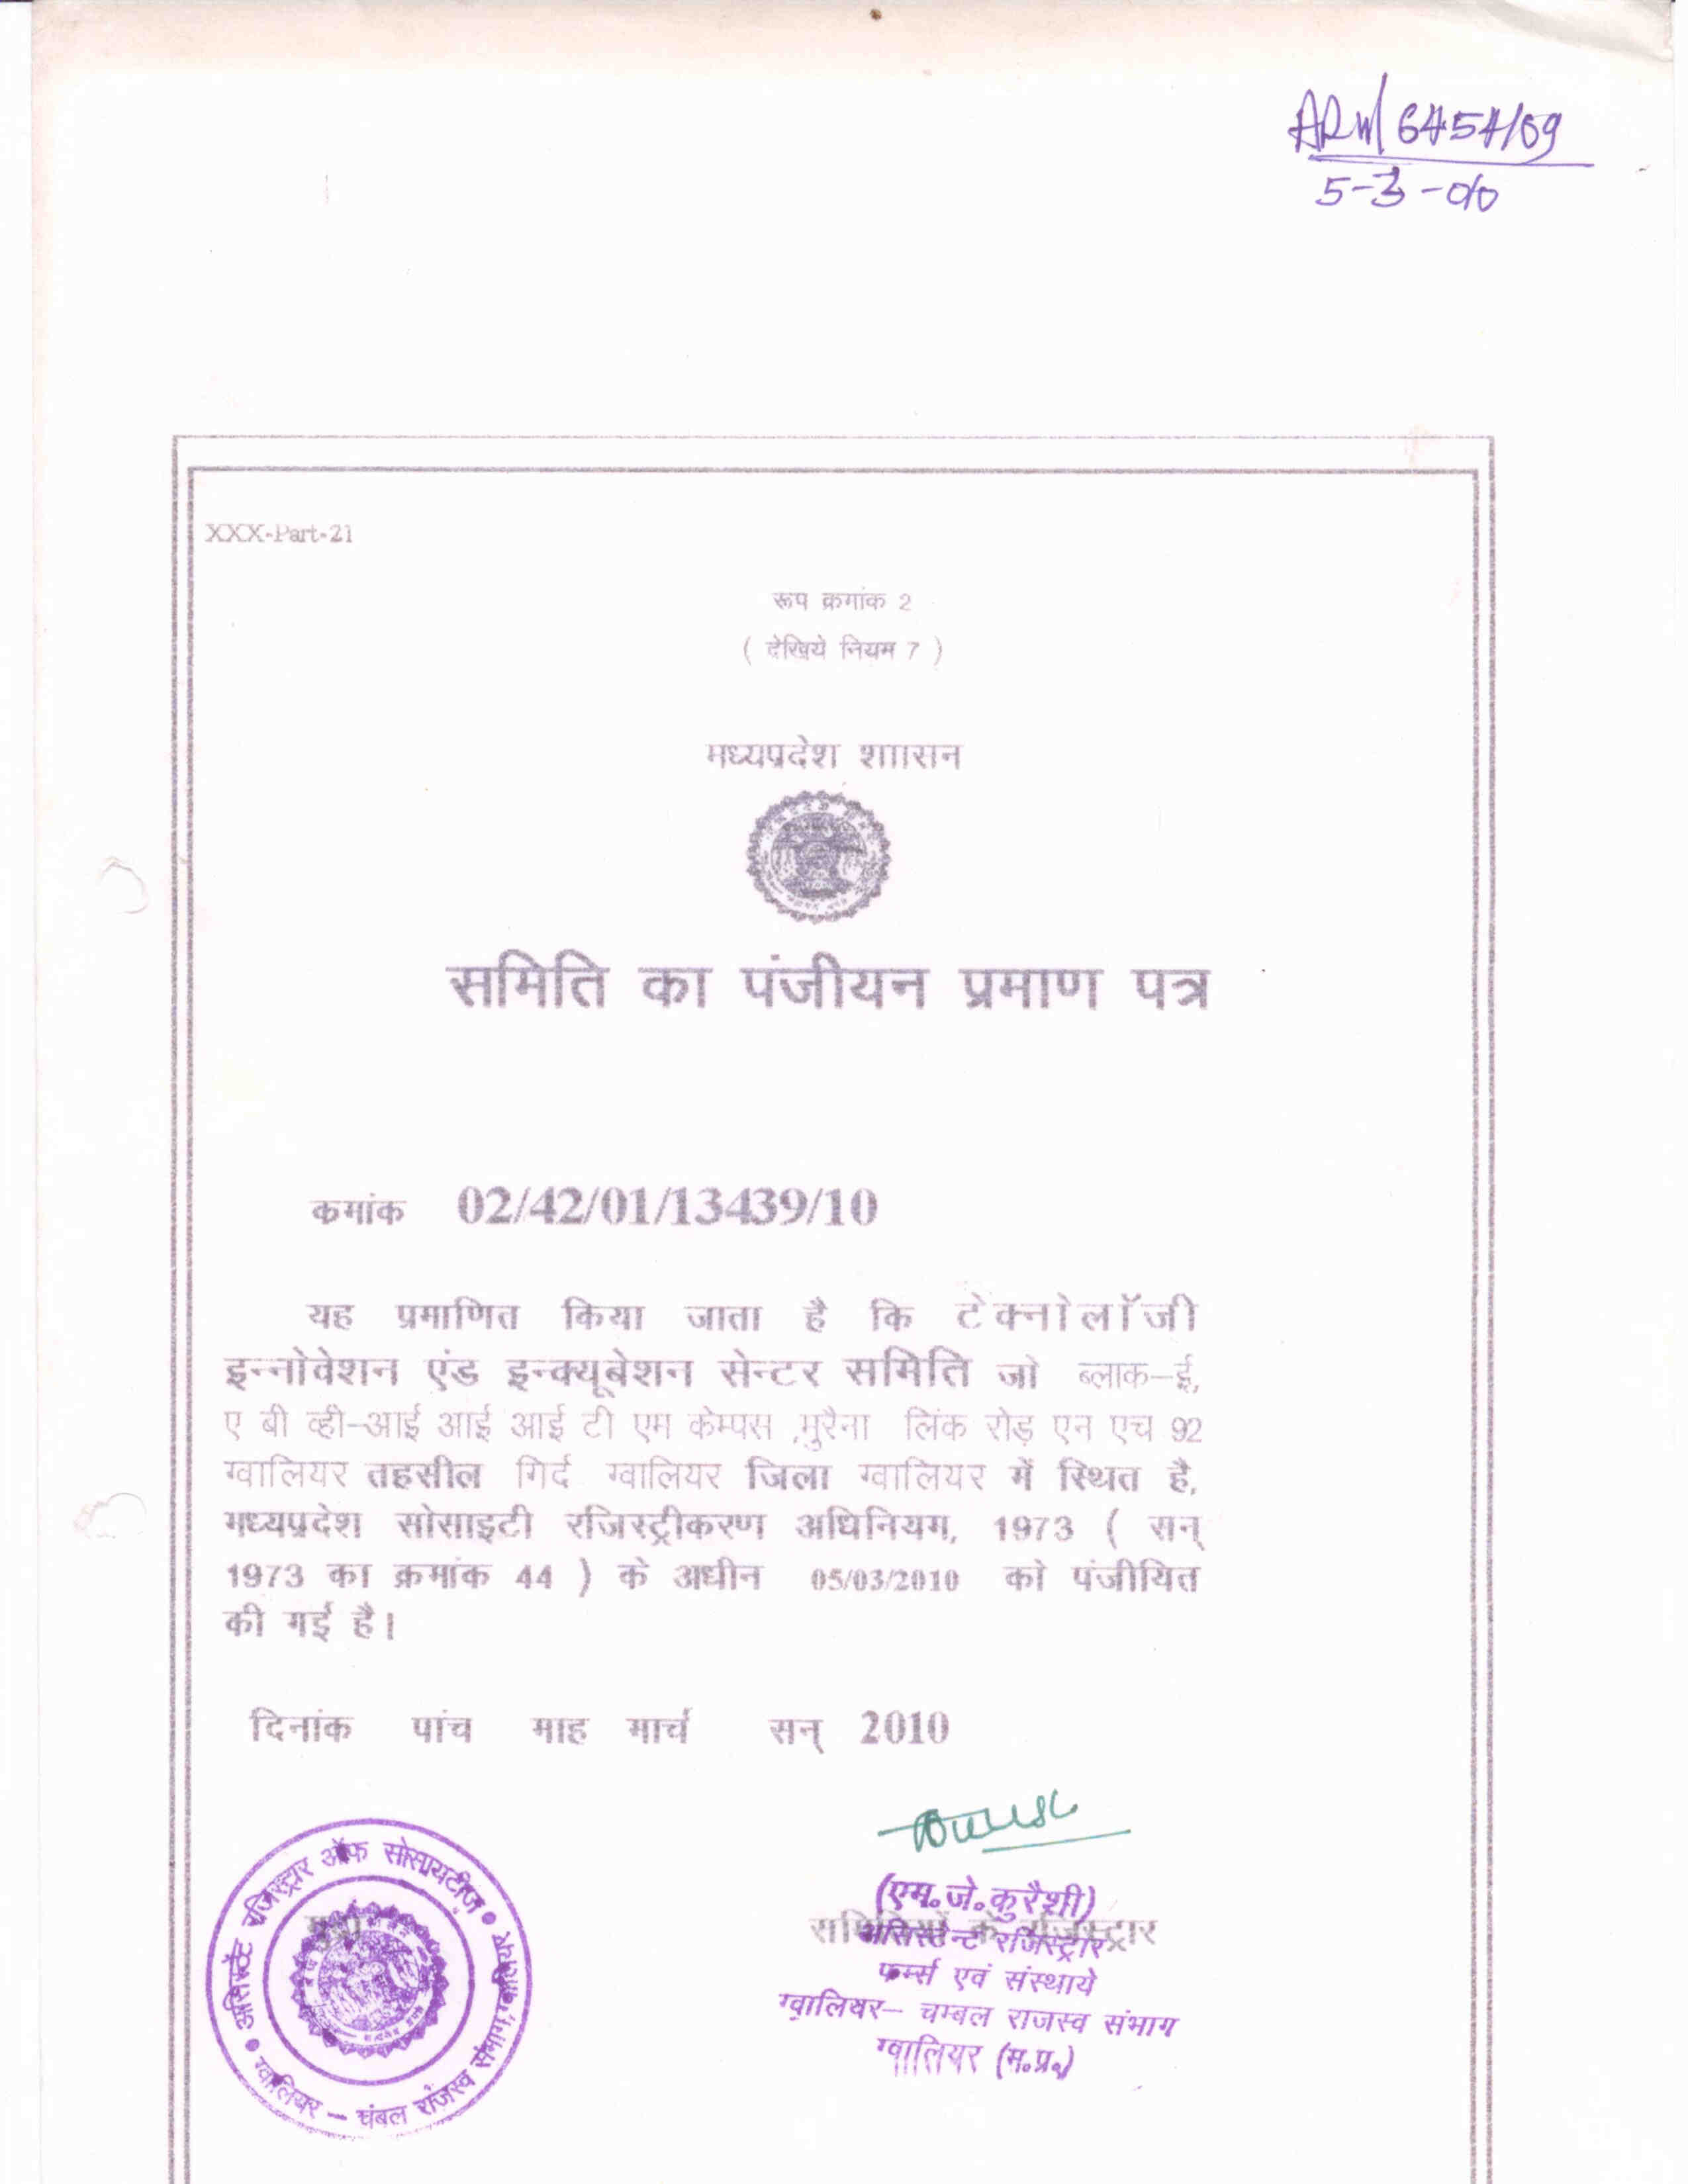 ARW/6454/09
5-3-010
XXX-Part-21
रूप क्रमांक 2
( देखिये नियम 7 )
मध्यप्रदेश शाासन
समिति का पंजीयन प्रमाण पत्र
कमांक 02/42/01/13439/10
यह प्रमाणित किया जाता है कि टेक्नोलॉजी
इन्नोवेशन एंड इन्क्यूबेशन सेन्टर समिति जो ब्लाक-ई,
ए बी व्ही-आई आई आई टी एम केम्पस ,मुरैना लिंक रोड़ एन एच 92
ग्वालियर तहसील गिर्द ग्वालियर जिला ग्वालियर में स्थित है,
मध्यप्रदेश सोसाइटी रजिस्ट्रीकरण अधिनियम, 1973 ( सन्
1973 का क्रमांक 44 ) के अधीन 05/03/2010 को पंजीयित
की गई है।
दिनांक पांच माह मार्च सन् 2010
(एम.जे.कुरैशी)
समितियों के रजिस्ट्रार
असिस्टेन्ट रजिस्ट्रार
फर्म्स एवं संस्थाये
ग्वालियर- चम्बल राजस्व संभाग
ग्वालियर (म.प्र.)
मुद्रा
असिस्टेंट रजिस्ट्रार ऑफ सोसायटीज
ग्वालियर - चंबल राजस्व संभाग, ग्वालियर